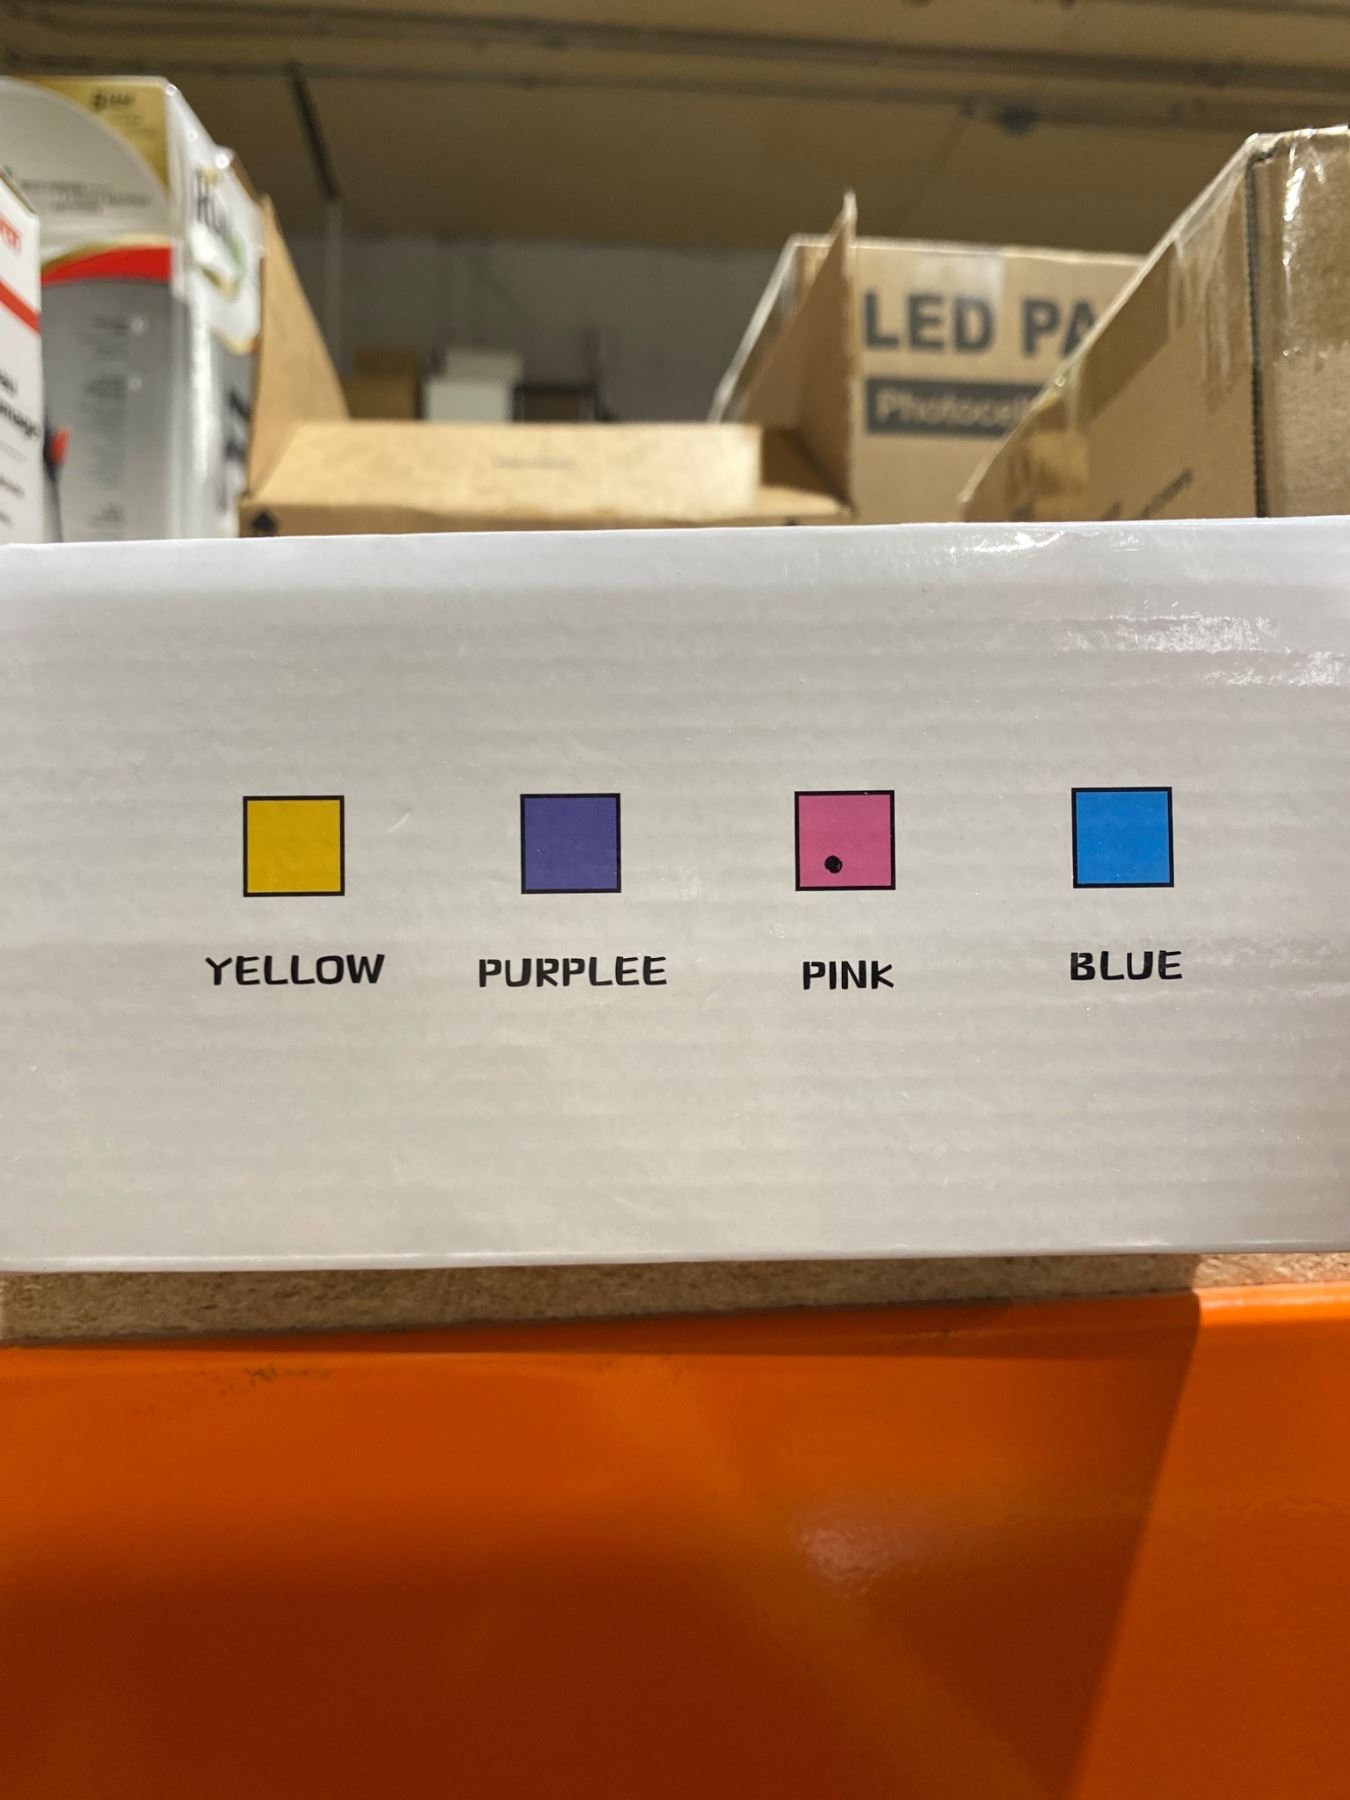 LED PA
Photocell
YELLOW PURPLEE PINK BLUE